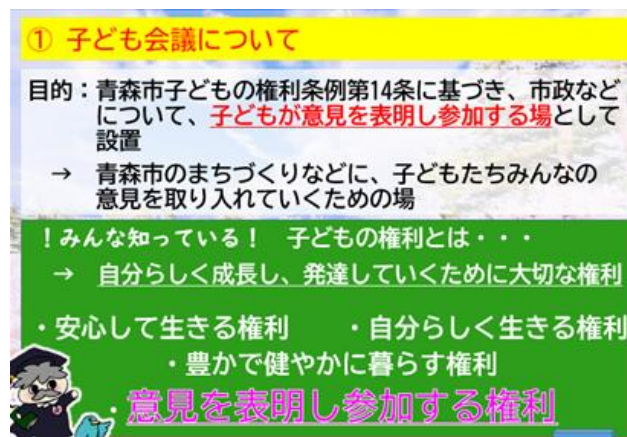 ① 子ども会議について
目的：青森市子どもの権利条例第14条に基づき、市政など
について、子どもが意見を表明し参加する場として
設置
→ 青森市のまちづくりなどに、子どもたちみんなの
意見を取り入れていくための場
！みんな知っている！ 子どもの権利とは・・・
→ 自分らしく成長し、発達していくために大切な権利
・安心して生きる権利 ・自分らしく生きる権利
・豊かで健やかに暮らす権利
・意見を表明し参加する権利